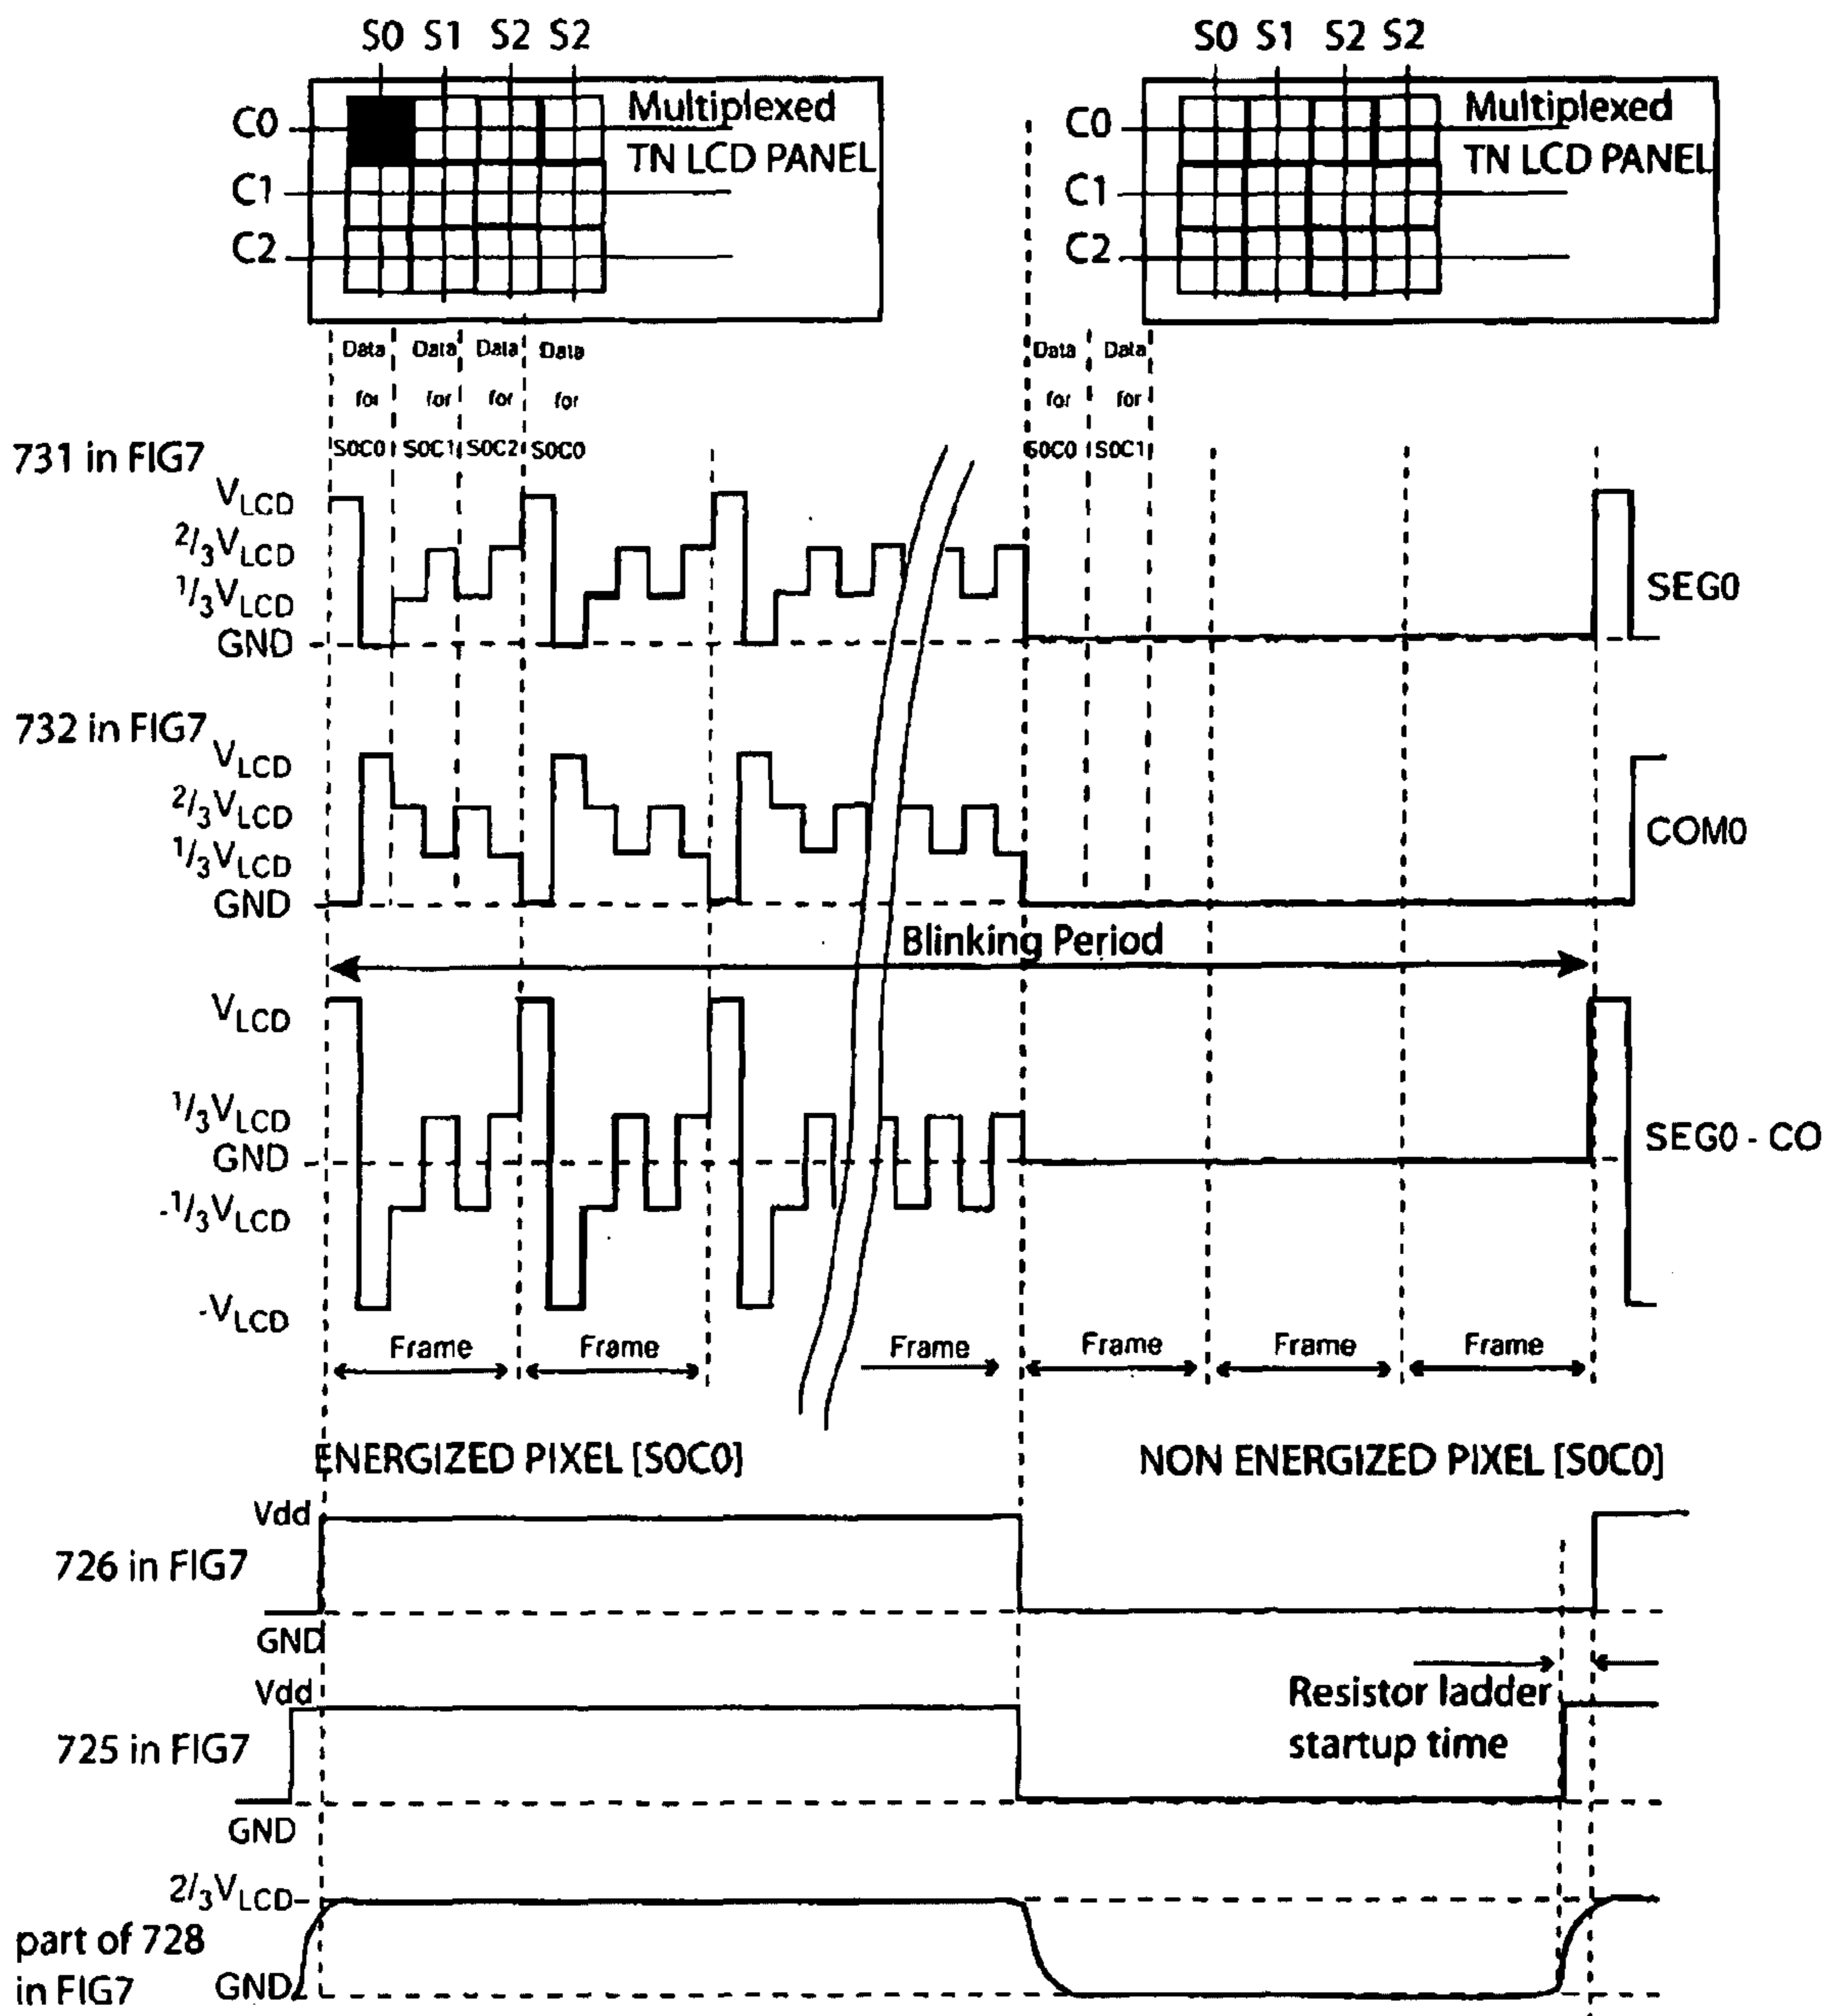 S0 S1 S2 S2
S0 S1 S2 S2
C0
C1
C2
Multiplexed
TN LCD PANEL
C0
C1
C2
Multiplexed
TN LCD PANEL
Data Data Data Data
for for for for
S0C0 S0C1 S0C2 S0C0
Data Data
for for
S0C0 S0C1
731 in FIG7
VLCD
2/3VLCD
1/3VLCD
GND
SEG0
732 in FIG7
VLCD
2/3VLCD
1/3VLCD
GND
COM0
Blinking Period
VLCD
1/3VLCD
GND
-1/3VLCD
-VLCD
SEG0 - CO
Frame Frame Frame Frame Frame Frame
ENERGIZED PIXEL [S0C0]
NON ENERGIZED PIXEL [S0C0]
Vdd
726 in FIG7
GND
Vdd
725 in FIG7
GND
Resistor ladder
startup time
2/3VLCD
part of 728
in FIG7
GND